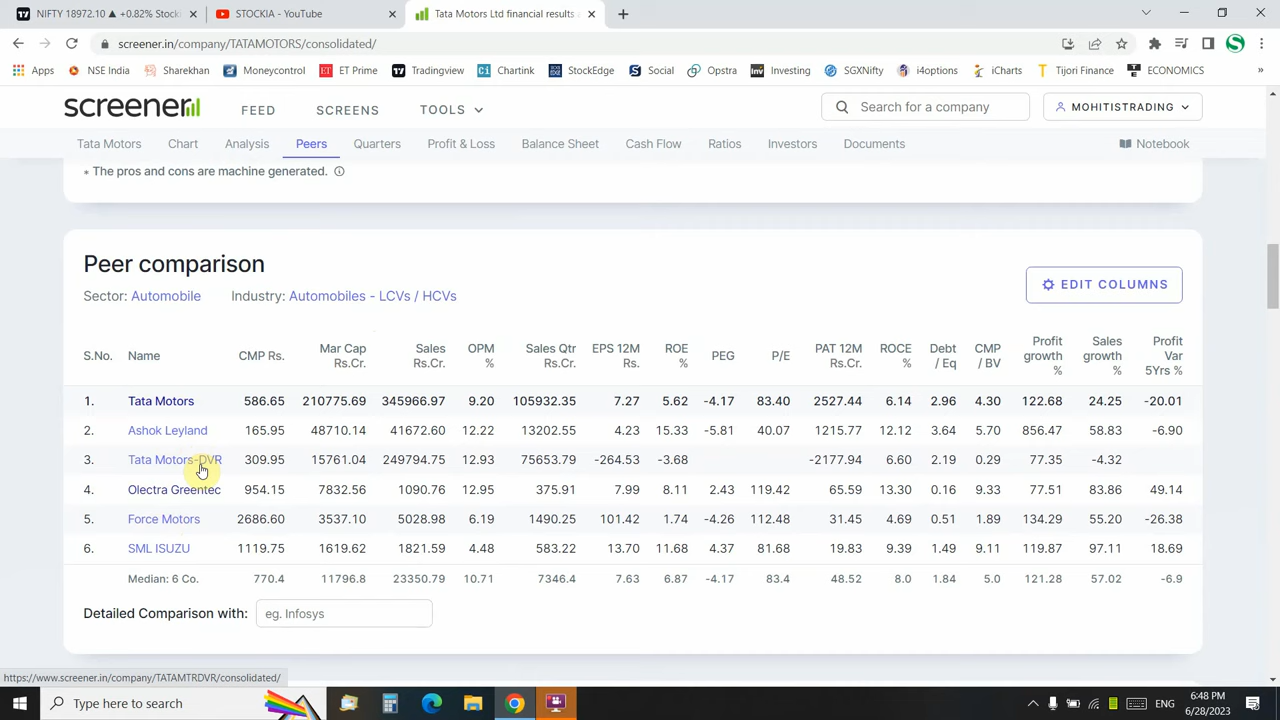 NIFTY 18972.10 ▲ +0.82% Stock
STOCKIA - YouTube
Tata Motors Ltd financial results
screener.in/company/TATAMOTORS/consolidated/
Apps NSE India Sharekhan Moneycontrol ET Prime Tradingview Chartink StockEdge Social Opstra Investing SGXNifty i4options iCharts Tijori Finance ECONOMICS »
screener FEED SCREENS TOOLS Search for a company MOHITISTRADING
Tata Motors Chart Analysis Peers Quarters Profit & Loss Balance Sheet Cash Flow Ratios Investors Documents Notebook
* The pros and cons are machine generated.
Peer comparison
Sector: Automobile Industry: Automobiles - LCVs / HCVs
EDIT COLUMNS
S.No. Name CMP Rs. Mar Cap Rs.Cr. Sales Rs.Cr. OPM % Sales Qtr Rs.Cr. EPS 12M Rs. ROE % PEG P/E PAT 12M Rs.Cr. ROCE % Debt / Eq CMP / BV Profit growth % Sales growth % Profit Var 5Yrs %
1. Tata Motors 586.65 210775.69 345966.97 9.20 105932.35 7.27 5.62 -4.17 83.40 2527.44 6.14 2.96 4.30 122.68 24.25 -20.01
2. Ashok Leyland 165.95 48710.14 41672.60 12.22 13202.55 4.23 15.33 -5.81 40.07 1215.77 12.12 3.64 5.70 856.47 58.83 -6.90
3. Tata Motors-DVR 309.95 15761.04 249794.75 12.93 75653.79 -264.53 -3.68 -2177.94 6.60 2.19 0.29 77.35 -4.32
4. Olectra Greentec 954.15 7832.56 1090.76 12.95 375.91 7.99 8.11 2.43 119.42 65.59 13.30 0.16 9.33 77.51 83.86 49.14
5. Force Motors 2686.60 3537.10 5028.98 6.19 1490.25 101.42 1.74 -4.26 112.48 31.45 4.69 0.51 1.89 134.29 55.20 -26.38
6. SML ISUZU 1119.75 1619.62 1821.59 4.48 583.22 13.70 11.68 4.37 81.68 19.83 9.39 1.49 9.11 119.87 97.11 18.69
Median: 6 Co. 770.4 11796.8 23350.79 10.71 7346.4 7.63 6.87 -4.17 83.4 48.52 8.0 1.84 5.0 121.28 57.02 -6.9
Detailed Comparison with: eg. Infosys
https://www.screener.in/company/TATAMTRDVR/consolidated/
Type here to search
ENG
6:48 PM
6/28/2023